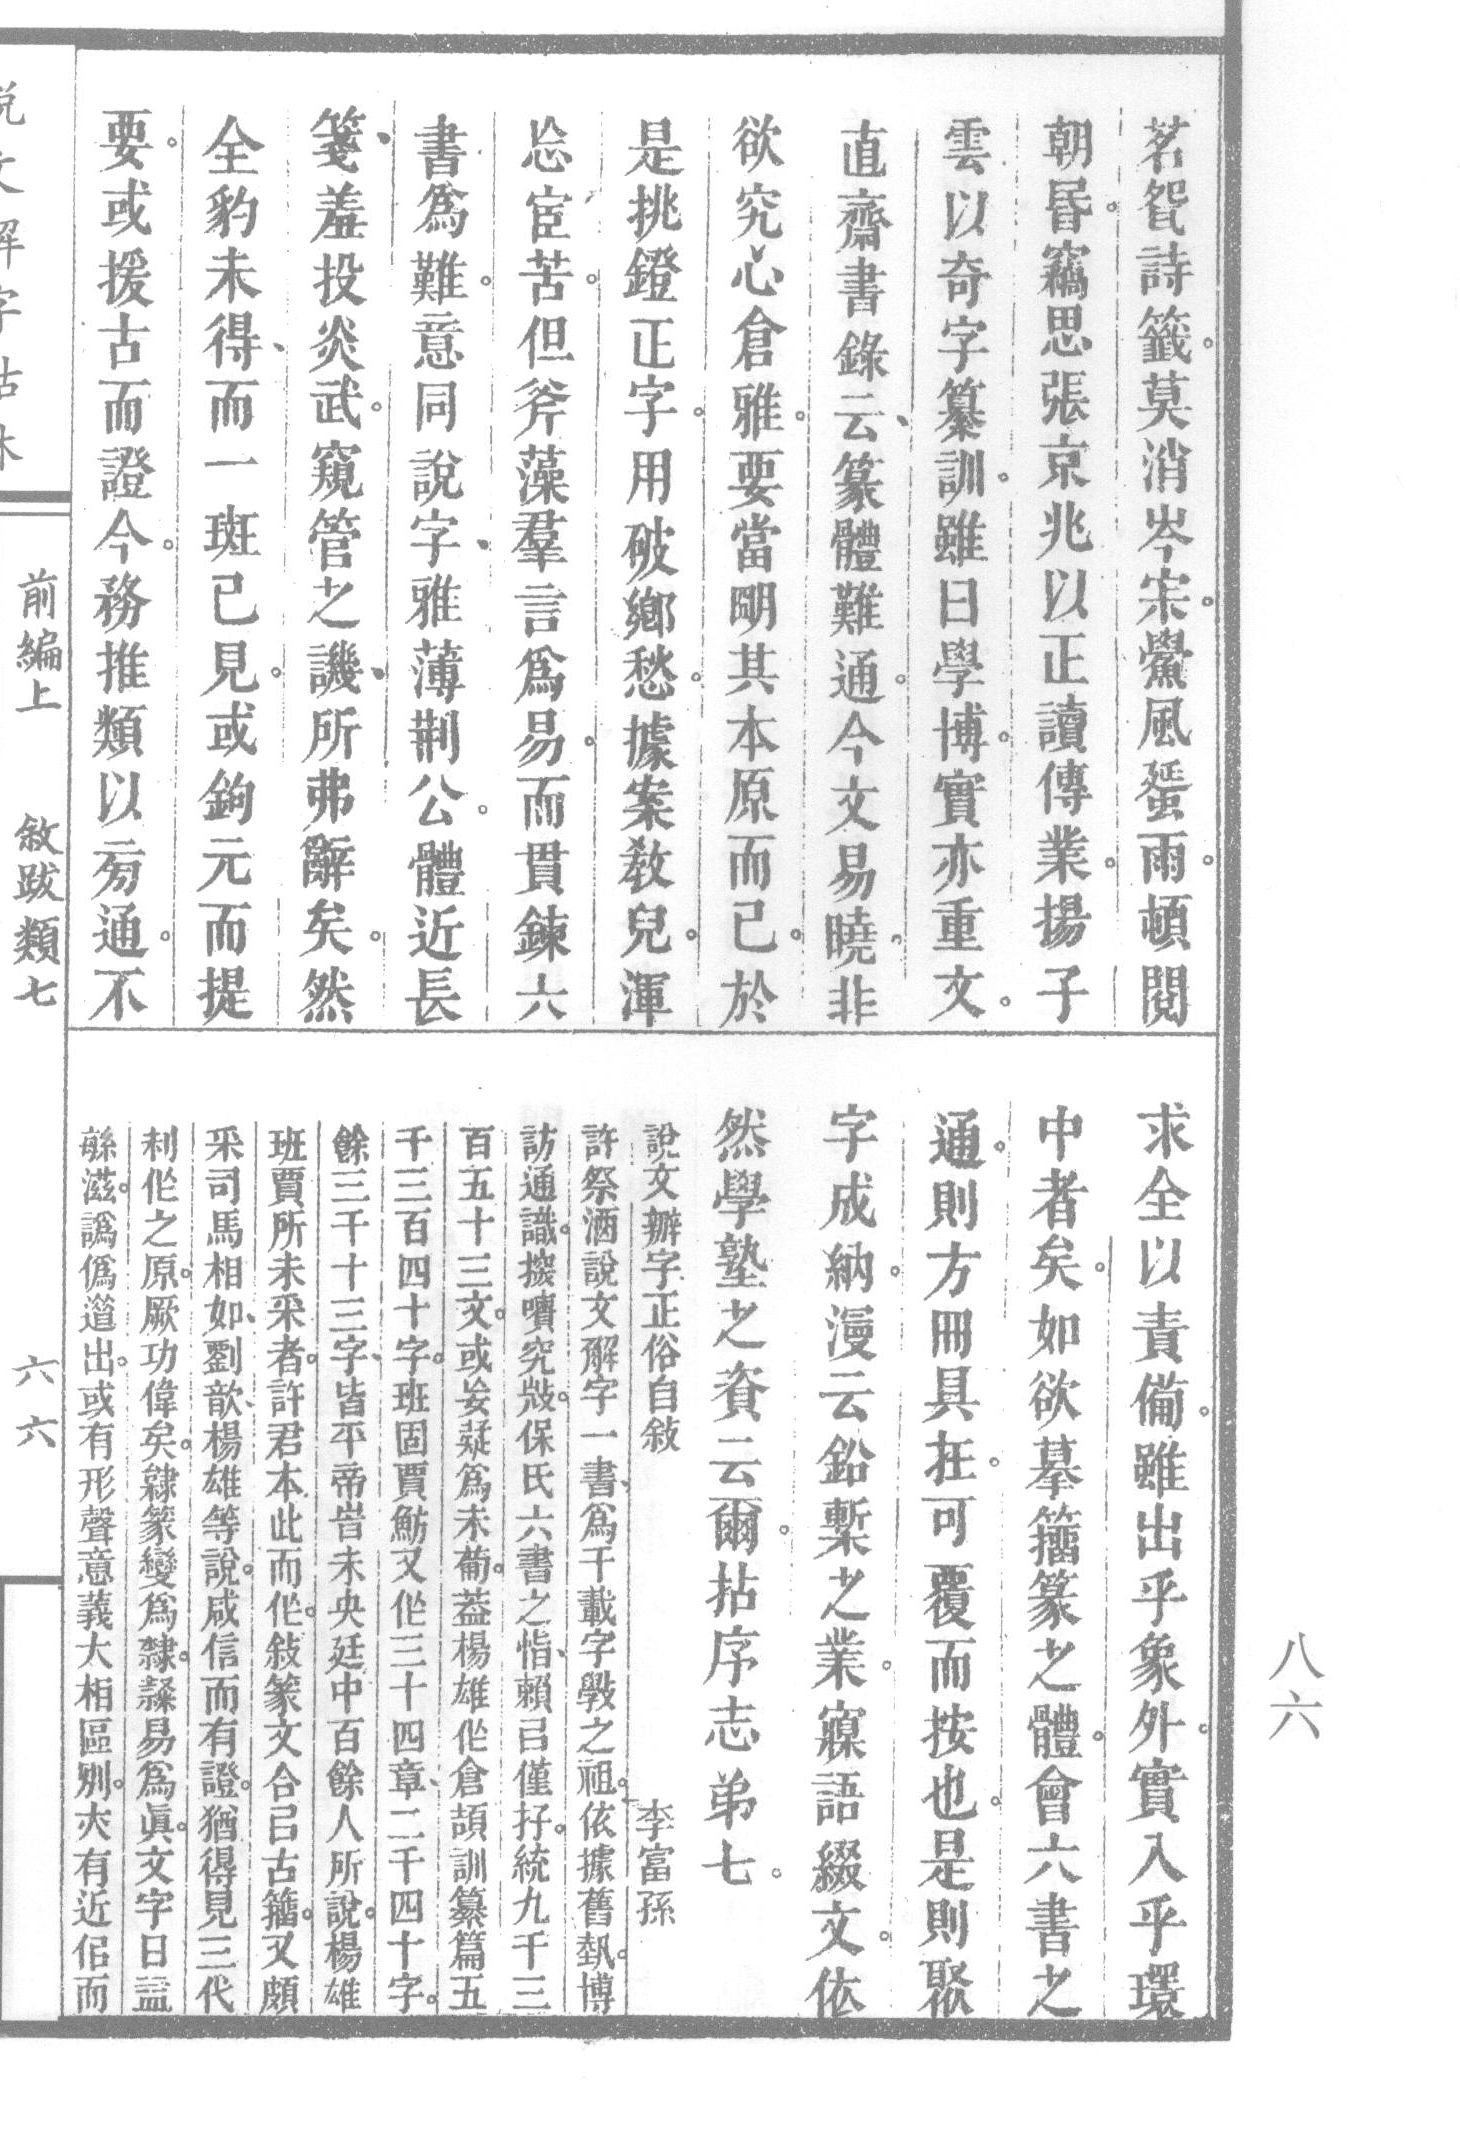 茗椀詩籤。莫消岑宋。鱟風蜑雨。頓閱
朝昏。竊思張京兆以正讀傳業。揚子
雲以奇字纂訓。雖曰學博。實亦重文。
直齋書錄云、篆體難通。今文易曉。非
欲究心倉雅。要當朙其本原而已。於
是挑鐙正字。用破鄉愁。據案敎兒。渾
忘宦苦。但斧藻羣言爲易。而貫鍊六
書爲難。意同說字、雅薄荆公。體近長
箋、羞投炎武。窺管之譏、所弗辭矣。然
全豹未得、而一斑已見。或鉤元而提
要。或援古而證今。務推類以㫄通。不
求全以責備。雖出乎象外。實入乎環
中者矣。如欲摹籀篆之體。會六書之
通。則方冊具在。可覆而按也。是則聚
字成納。漫云鉛槧之業。寱語綴文。依
然學塾之資云爾。拈序志弟七。
說文辨字正俗自敍 李富孫
許祭酒說文解字一書、爲千載字學之祖。依據舊埶。博
訪通識。探嘖究㪔。保氏六書之恉、賴㠯僅存。統九千三
百五十三文。或妄疑爲未葡。葢楊雄作倉頡訓纂篇五
千三百四十字。班固賈魴又作三十四章、二千四十字。
餘三千十三字、皆平帝旹未央廷中百餘人所說。楊雄
班賈所未采者。許君本此而作。敍篆文合㠯古籀。又頗
采司馬相如、劉歆、楊雄等說。咸信而有證。猶得見三代
制作之原。厥功偉矣。隸篆變爲隸。隸易爲眞。文字日益
緐滋。譌僞遝出。或有形聲意義大相區别。亦有近佀而
說文解字詁林
前編上 敘跋類七
六六
八六